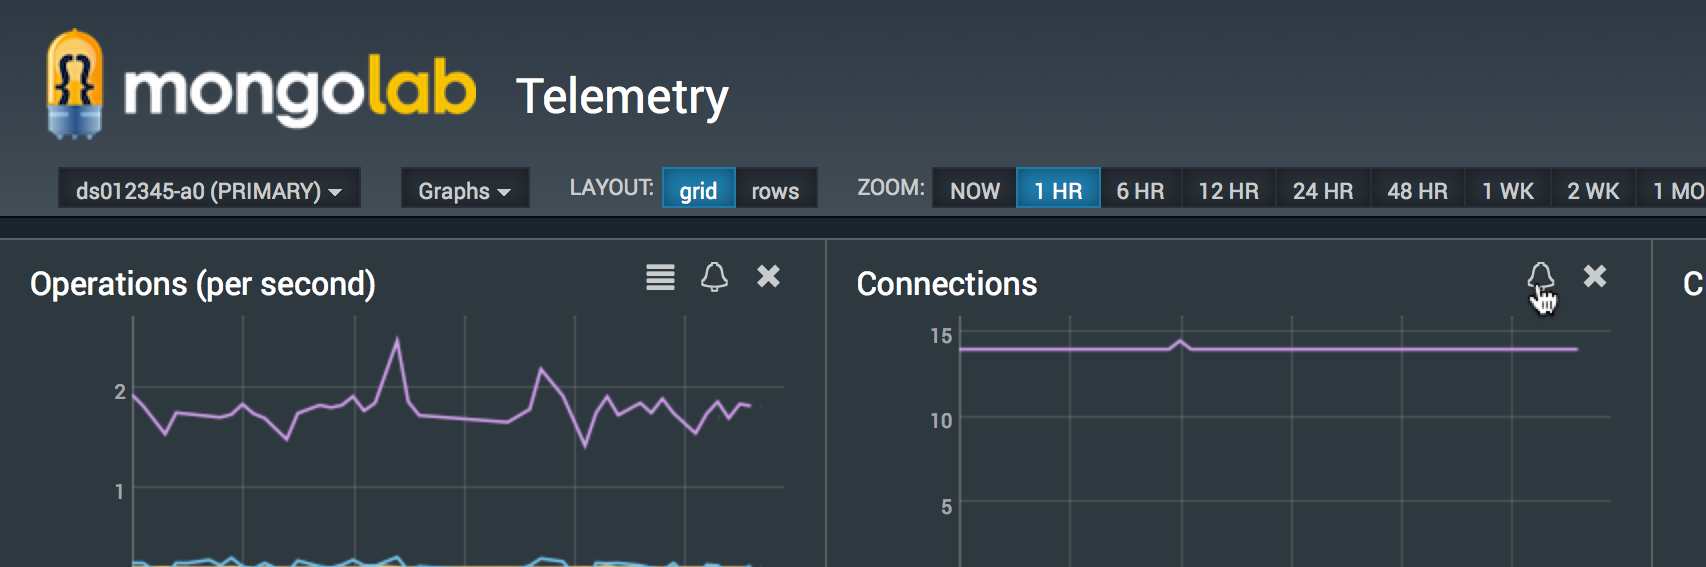 mongolab Telemetry
ds012345-a0 (PRIMARY) Graphs LAYOUT: grid rows ZOOM: NOW 1 HR 6 HR 12 HR 24 HR 48 HR 1 WK 2 WK 1 MO
Operations (per second) Connections C
15
2
10
1
5